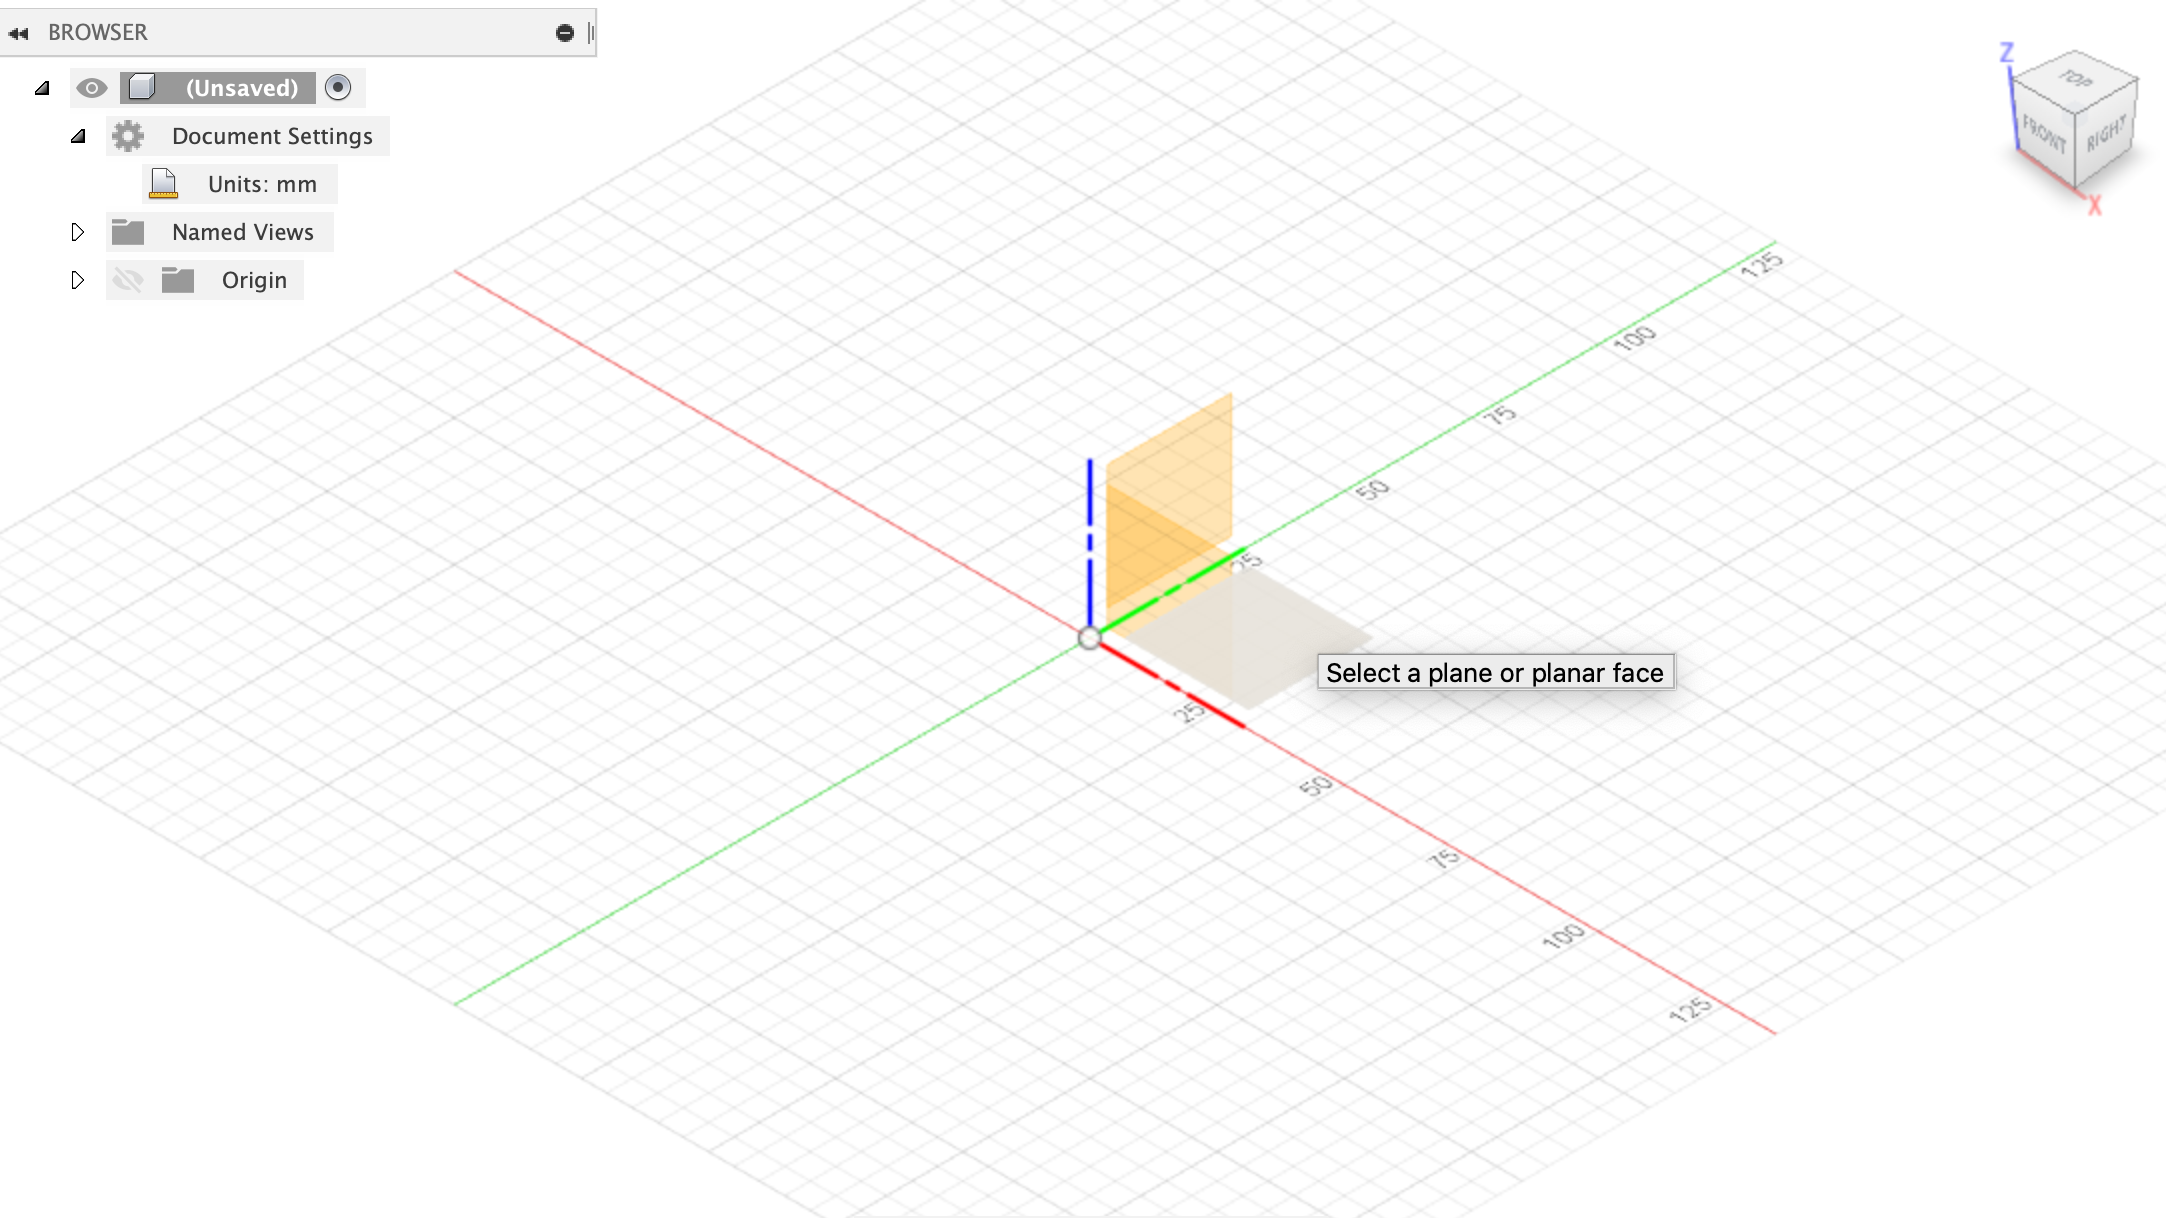 BROWSER
(Unsaved)
Document Settings
Units: mm
Named Views
Origin
Z
TOP
FRONT
RIGHT
X
125
100
75
50
25
Select a plane or planar face
25
50
75
100
125